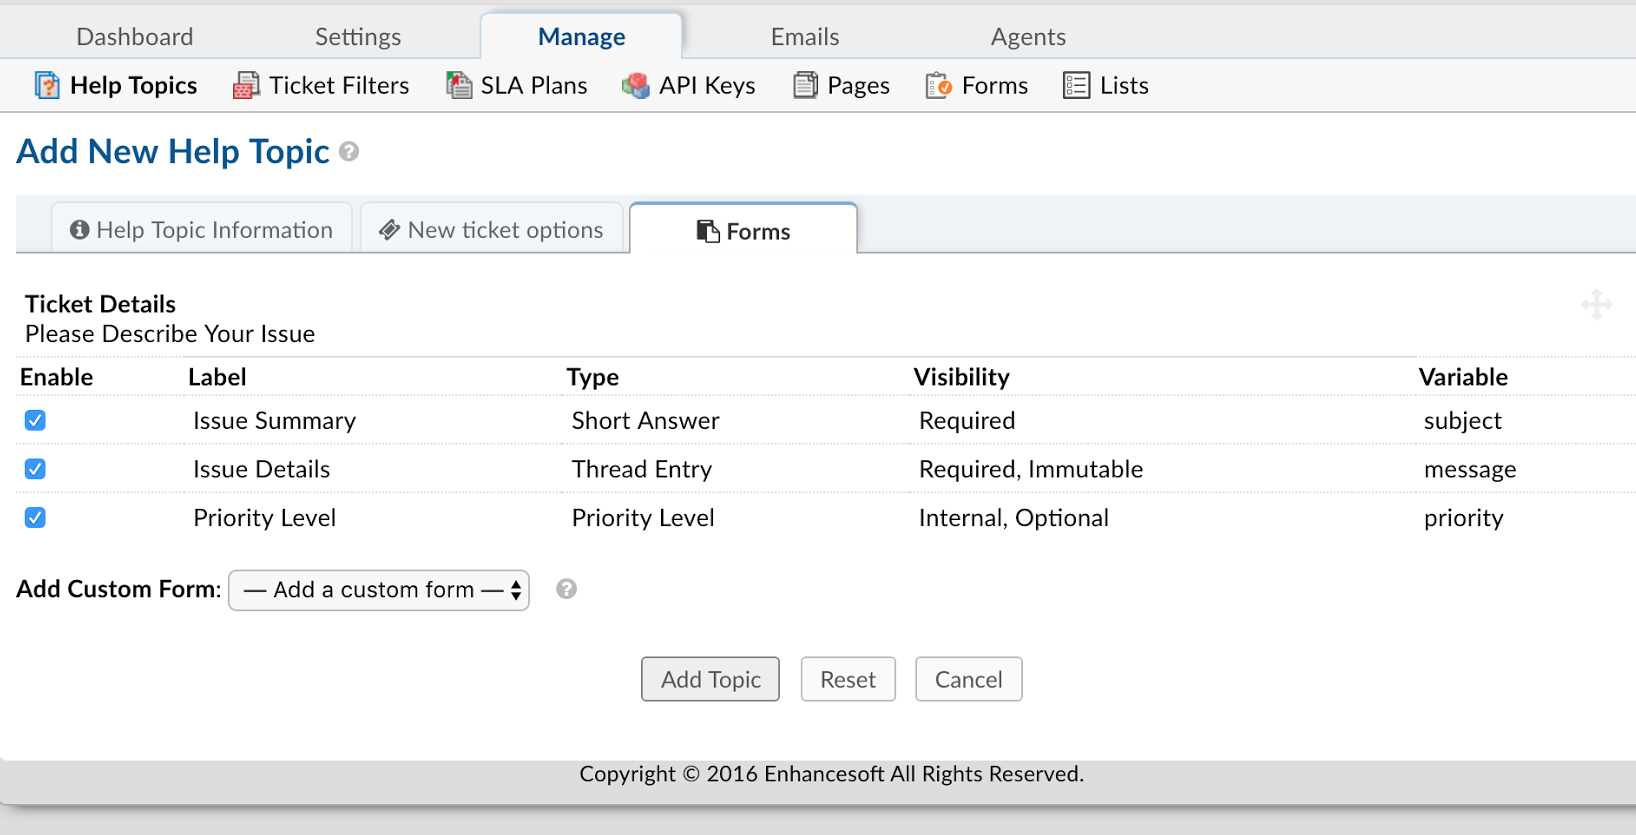 Dashboard Settings Manage Emails Agents
Help Topics Ticket Filters SLA Plans API Keys Pages Forms Lists
Add New Help Topic
Help Topic Information New ticket options Forms
Ticket Details
Please Describe Your Issue
Enable Label Type Visibility Variable
Issue Summary Short Answer Required subject
Issue Details Thread Entry Required, Immutable message
Priority Level Priority Level Internal, Optional priority
Add Custom Form: — Add a custom form —
Add Topic Reset Cancel
Copyright © 2016 Enhancesoft All Rights Reserved.